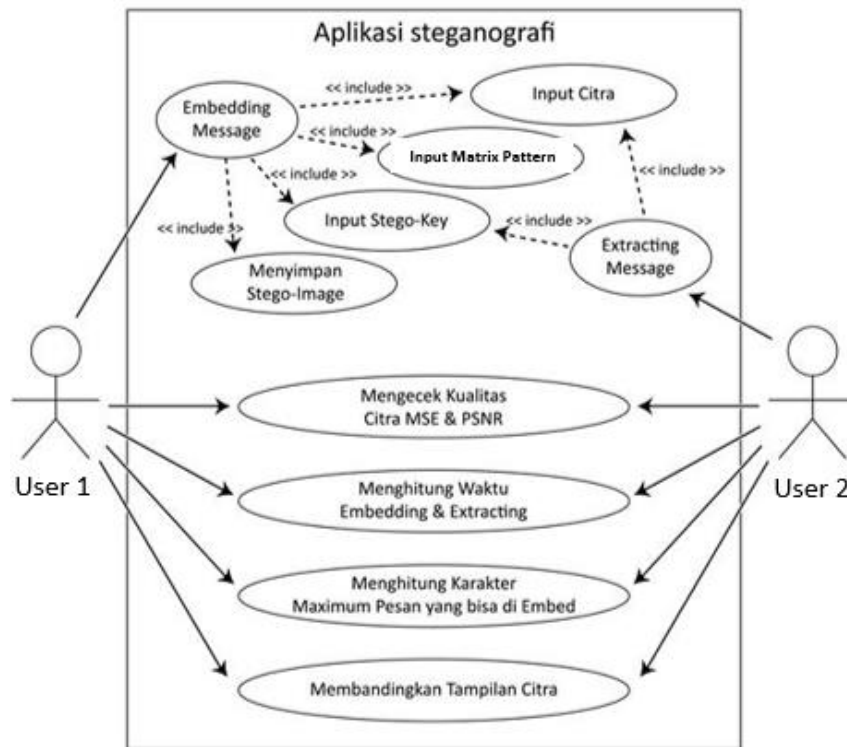 Aplikasi steganografi
Embedding
Message
<< include >>
Input Citra
<< include >>
Input Matrix Pattern
<< include >>
<< include >>
Input Stego-Key
<< include >>
<< include >>
Extracting
Message
Menyimpan
Stego-Image
Mengecek Kualitas
Citra MSE & PSNR
User 1
User 2
Menghitung Waktu
Embedding & Extracting
Menghitung Karakter
Maximum Pesan yang bisa di Embed
Membandingkan Tampilan Citra